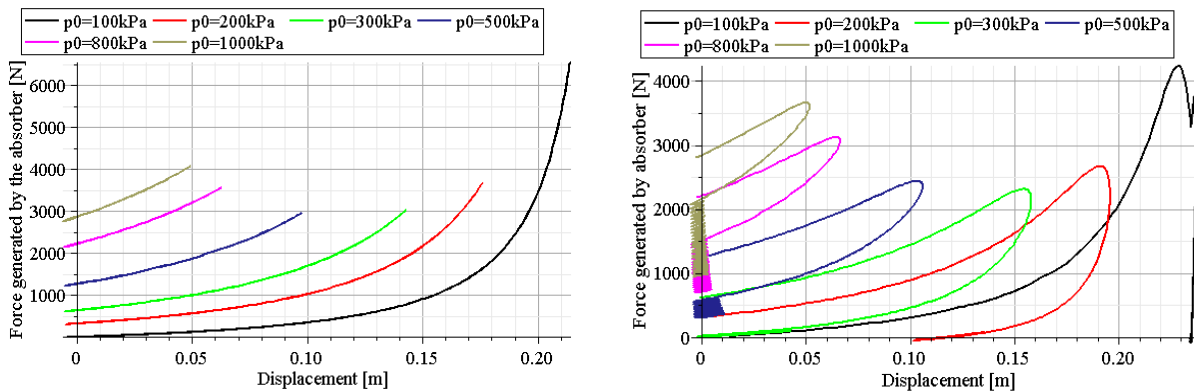 p0=100kPa p0=200kPa p0=300kPa p0=500kPa
p0=800kPa p0=1000kPa
Force generated by the absorber [N]
6000
5000
4000
3000
2000
1000
0
0.05
0.10
0.15
0.20
Displacement [m]
p0=100kPa p0=200kPa p0=300kPa p0=500kPa
p0=800kPa p0=1000kPa
Force generated by absorber [N]
4000
3000
2000
1000
0
0
0.05
0.10
0.15
0.20
Displacement [m]